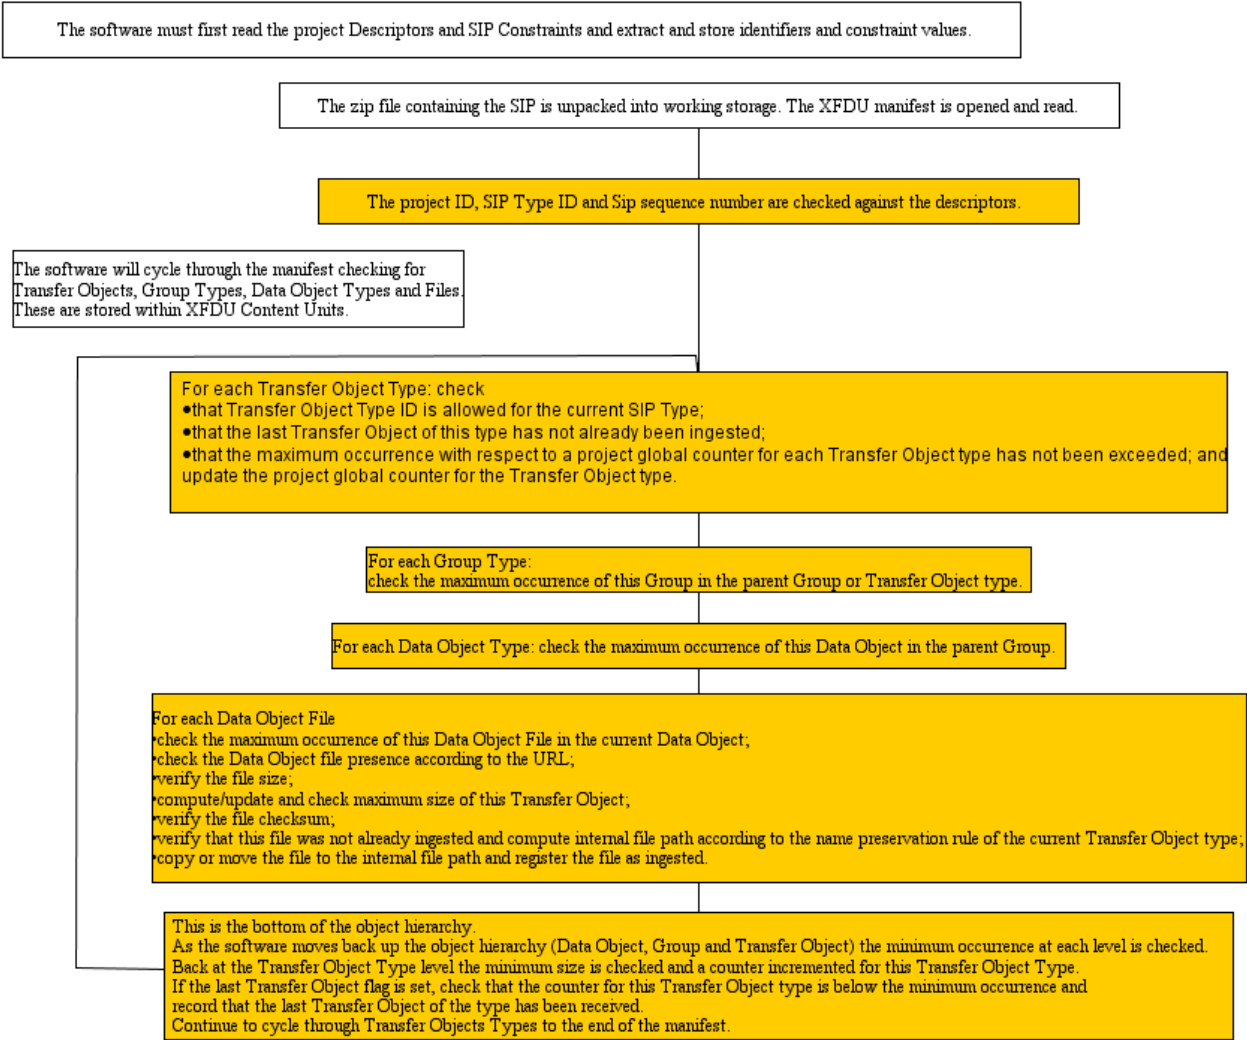 The software must first read the project Descriptors and SIP Constraints and extract and store identifiers and constraint values.
The zip file containing the SIP is unpacked into working storage. The XFDU manifest is opened and read.
The project ID, SIP Type ID and Sip sequence number are checked against the descriptors.
The software will cycle through the manifest checking for
Transfer Objects, Group Types, Data Object Types and Files.
These are stored within XFDU Content Units.
For each Transfer Object Type: check
●that Transfer Object Type ID is allowed for the current SIP Type;
●that the last Transfer Object of this type has not already been ingested;
●that the maximum occurrence with respect to a project global counter for each Transfer Object type has not been exceeded; and
update the project global counter for the Transfer Object type.
For each Group Type:
check the maximum occurrence of this Group in the parent Group or Transfer Object type.
For each Data Object Type: check the maximum occurrence of this Data Object in the parent Group.
For each Data Object File
•check the maximum occurrence of this Data Object File in the current Data Object;
•check the Data Object file presence according to the URL;
•verify the file size;
•compute/update and check maximum size of this Transfer Object;
•verify the file checksum;
•verify that this file was not already ingested and compute internal file path according to the name preservation rule of the current Transfer Object type;
•copy or move the file to the internal file path and register the file as ingested.
This is the bottom of the object hierarchy.
As the software moves back up the object hierarchy (Data Object, Group and Transfer Object) the minimum occurrence at each level is checked.
Back at the Transfer Object Type level the minimum size is checked and a counter incremented for this Transfer Object Type.
If the last Transfer Object flag is set, check that the counter for this Transfer Object type is below the minimum occurrence and
record that the last Transfer Object of the type has been received.
Continue to cycle through Transfer Objects Types to the end of the manifest.